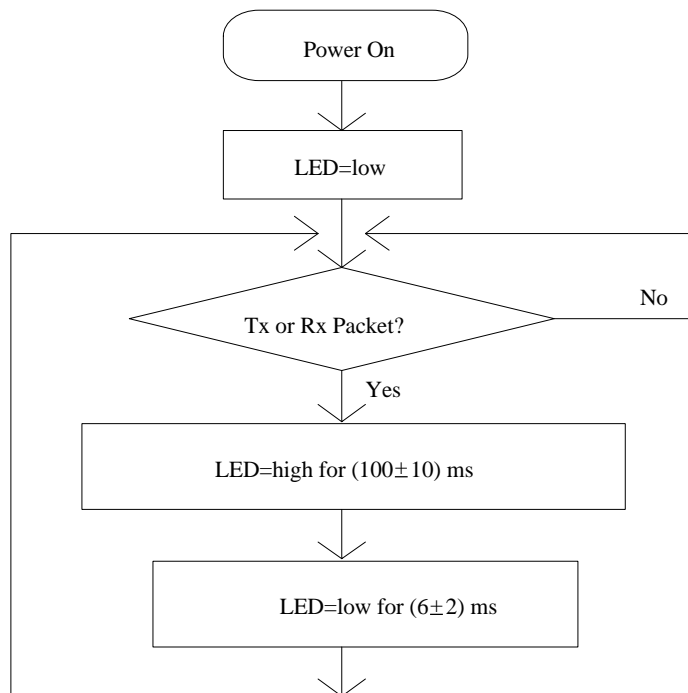 Power On
LED=low
Tx or Rx Packet?
No
Yes
LED=high for (100±10) ms
LED=low for (6±2) ms